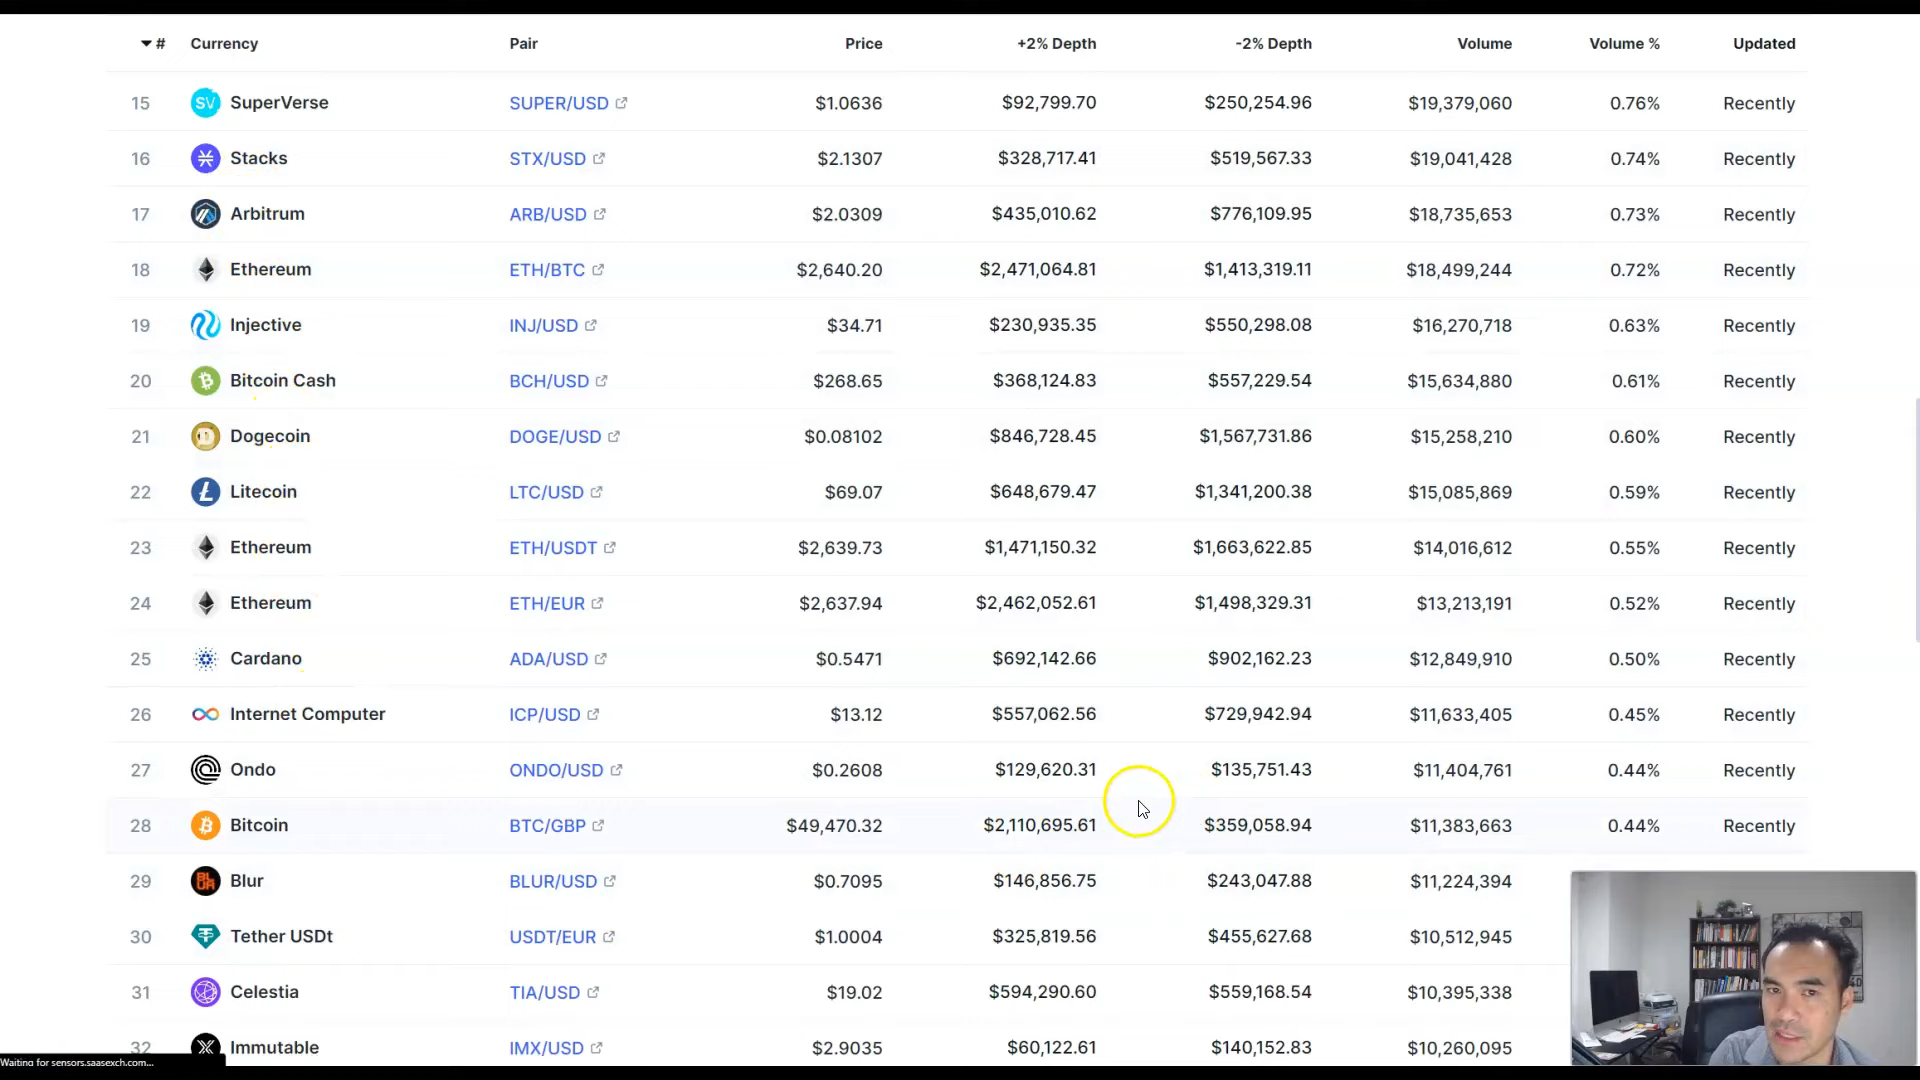 # Currency Pair Price +2% Depth -2% Depth Volume Volume % Updated
15 SV SuperVerse SUPER/USD $1.0636 $92,799.70 $250,254.96 $19,379,060 0.76% Recently
16 Stacks STX/USD $2.1307 $328,717.41 $519,567.33 $19,041,428 0.74% Recently
17 Arbitrum ARB/USD $2.0309 $435,010.62 $776,109.95 $18,735,653 0.73% Recently
18 Ethereum ETH/BTC $2,640.20 $2,471,064.81 $1,413,319.11 $18,499,244 0.72% Recently
19 Injective INJ/USD $34.71 $230,935.35 $550,298.08 $16,270,718 0.63% Recently
20 Bitcoin Cash BCH/USD $268.65 $368,124.83 $557,229.54 $15,634,880 0.61% Recently
21 Dogecoin DOGE/USD $0.08102 $846,728.45 $1,567,731.86 $15,258,210 0.60% Recently
22 Litecoin LTC/USD $69.07 $648,679.47 $1,341,200.38 $15,085,869 0.59% Recently
23 Ethereum ETH/USDT $2,639.73 $1,471,150.32 $1,663,622.85 $14,016,612 0.55% Recently
24 Ethereum ETH/EUR $2,637.94 $2,462,052.61 $1,498,329.31 $13,213,191 0.52% Recently
25 Cardano ADA/USD $0.5471 $692,142.66 $902,162.23 $12,849,910 0.50% Recently
26 Internet Computer ICP/USD $13.12 $557,062.56 $729,942.94 $11,633,405 0.45% Recently
27 Ondo ONDO/USD $0.2608 $129,620.31 $135,751.43 $11,404,761 0.44% Recently
28 Bitcoin BTC/GBP $49,470.32 $2,110,695.61 $359,058.94 $11,383,663 0.44% Recently
29 BLUR Blur BLUR/USD $0.7095 $146,856.75 $243,047.88 $11,224,394
30 Tether USDt USDT/EUR $1.0004 $325,819.56 $455,627.68 $10,512,945
31 Celestia TIA/USD $19.02 $594,290.60 $559,168.54 $10,395,338
32 Immutable IMX/USD $2.9035 $60,122.61 $140,152.83 $10,260,095
Waiting for sensors.saasexch.com...